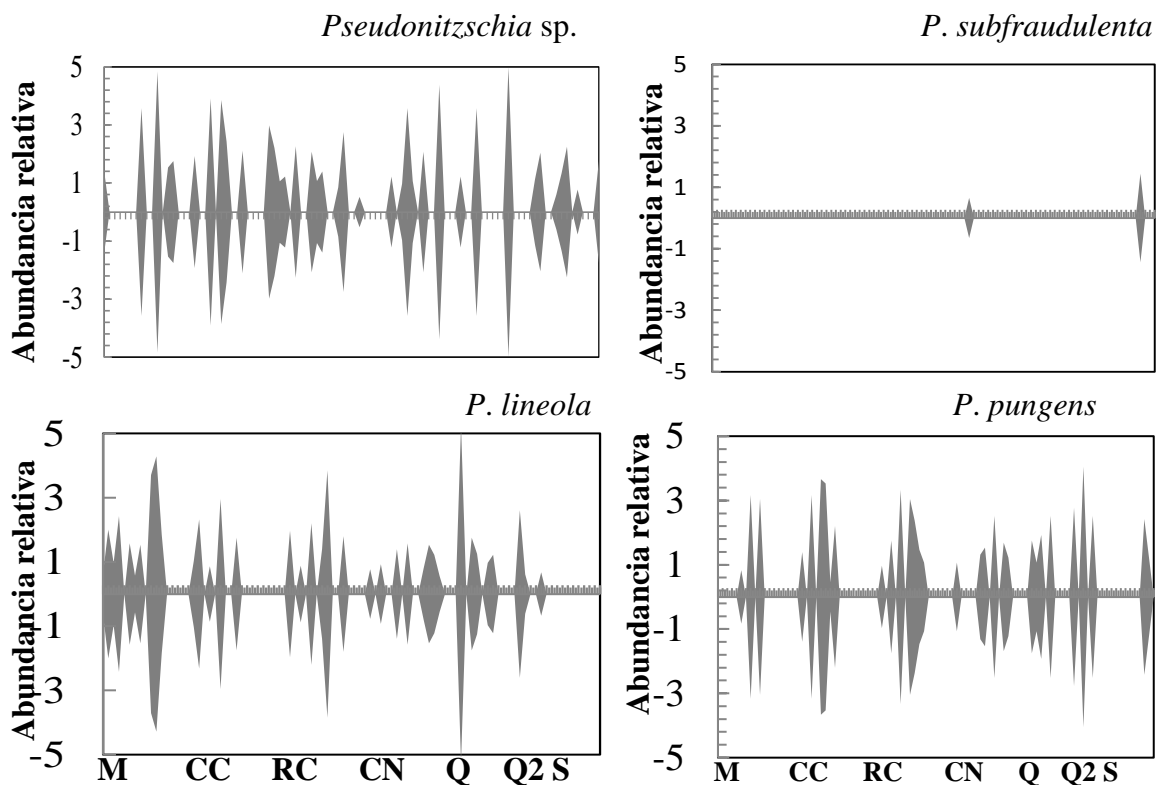 Pseudonitzschia sp.
Abundancia relativa
5
3
1
-1
-3
-5
P. subfraudulenta
Abundancia relativa
5
3
1
-1
-3
-5
P. lineola
Abundancia relativa
5
3
1
-1
-3
-5
M CC RC CN Q Q2 S
P. pungens
Abundancia relativa
5
3
1
-1
-3
-5
M CC RC CN Q Q2 S